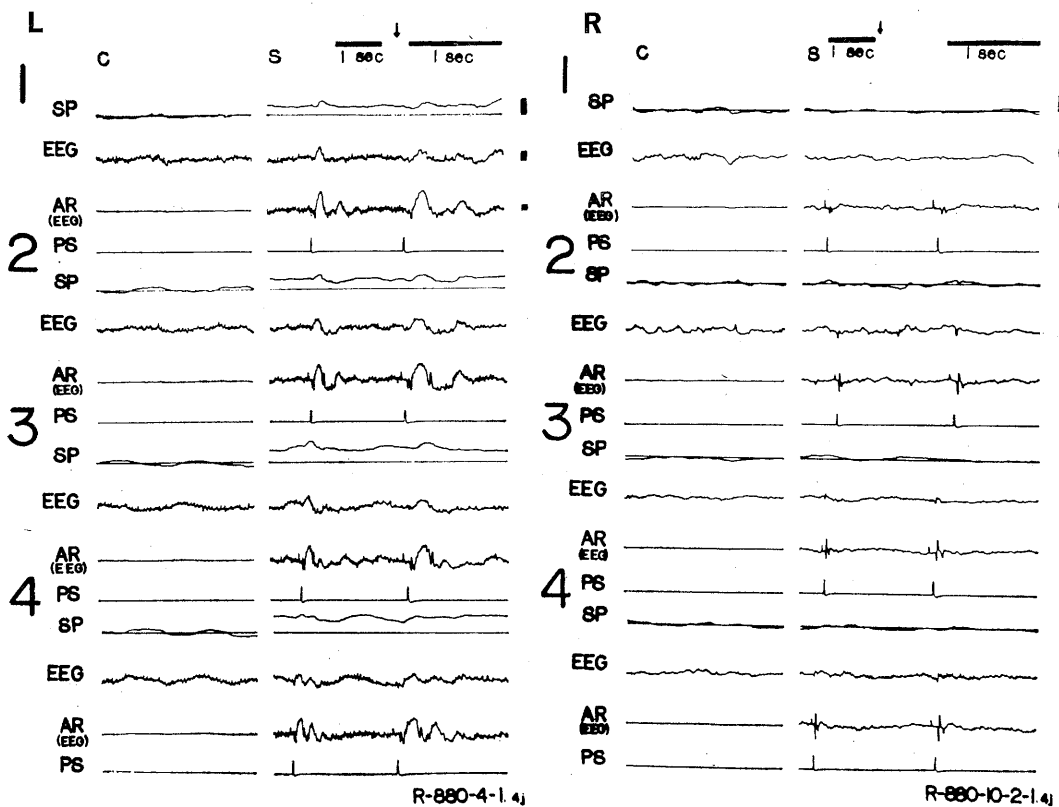 L
C
S
1 sec
1 sec
1
SP
EEG
AR
(EEG)
PS
2
SP
EEG
AR
(EEG)
PS
3
SP
EEG
AR
(EEG)
PS
4
SP
EEG
AR
(EEG)
PS
R-880-4-1.4j
R
C
S
1 sec
1 sec
1
SP
EEG
AR
(EEG)
PS
2
SP
EEG
AR
(EEG)
PS
3
SP
EEG
AR
(EEG)
PS
4
SP
EEG
AR
(EEG)
PS
R-880-10-2-1.4j